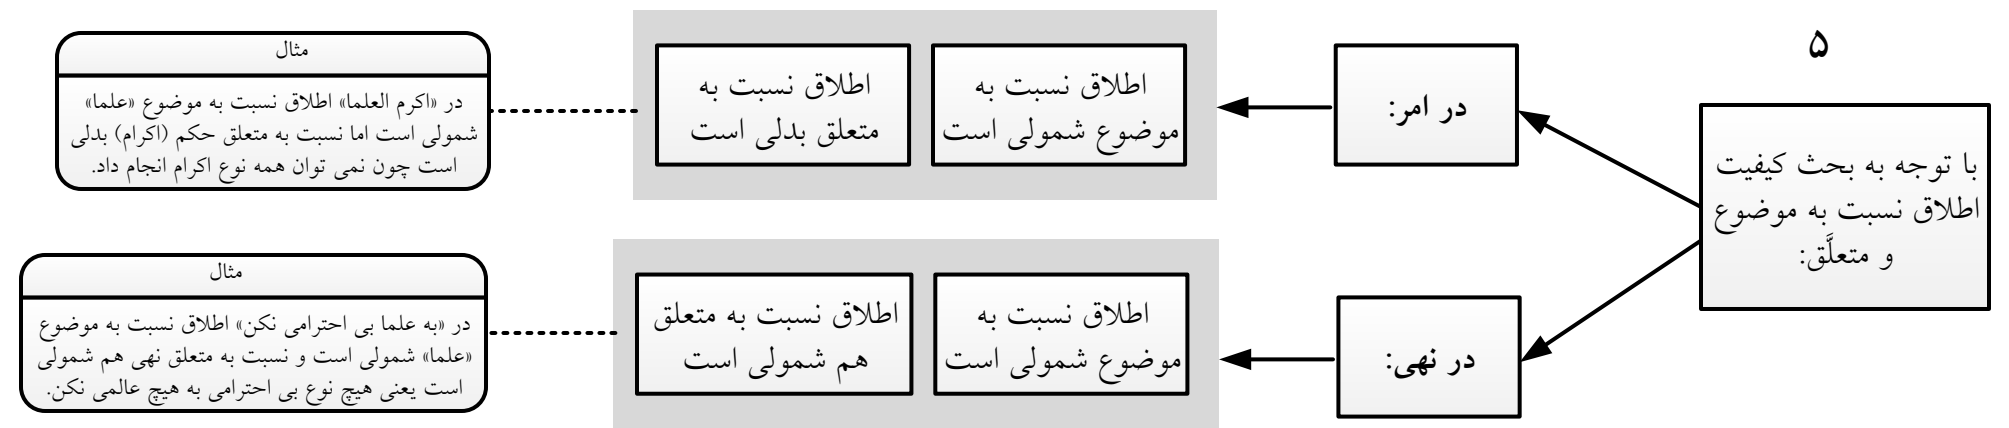 ۵
با توجه به بحث کیفیت
اطلاق نسبت به موضوع
و متعلَّق:
در امر:
اطلاق نسبت به
موضوع شمولی است
اطلاق نسبت به
متعلق بدلی است
مثال
در «اکرم العلما» اطلاق نسبت به موضوع «علما»
شمولی است اما نسبت به متعلق حکم (اکرام) بدلی
است چون نمی توان همه نوع اکرام انجام داد.
در نهی:
اطلاق نسبت به
موضوع شمولی است
اطلاق نسبت به متعلق
هم شمولی است
مثال
در «به علما بی احترامی نکن» اطلاق نسبت به موضوع
«علما» شمولی است و نسبت به متعلق نهی هم شمولی
است یعنی هیچ نوع بی احترامی به هیچ عالمی نکن.